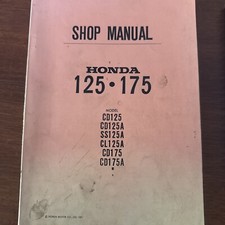 SHOP MANUAL
HONDA
125・175
MODEL
CD125
CD125A
SS125A
CL125A
CD175
CD175A